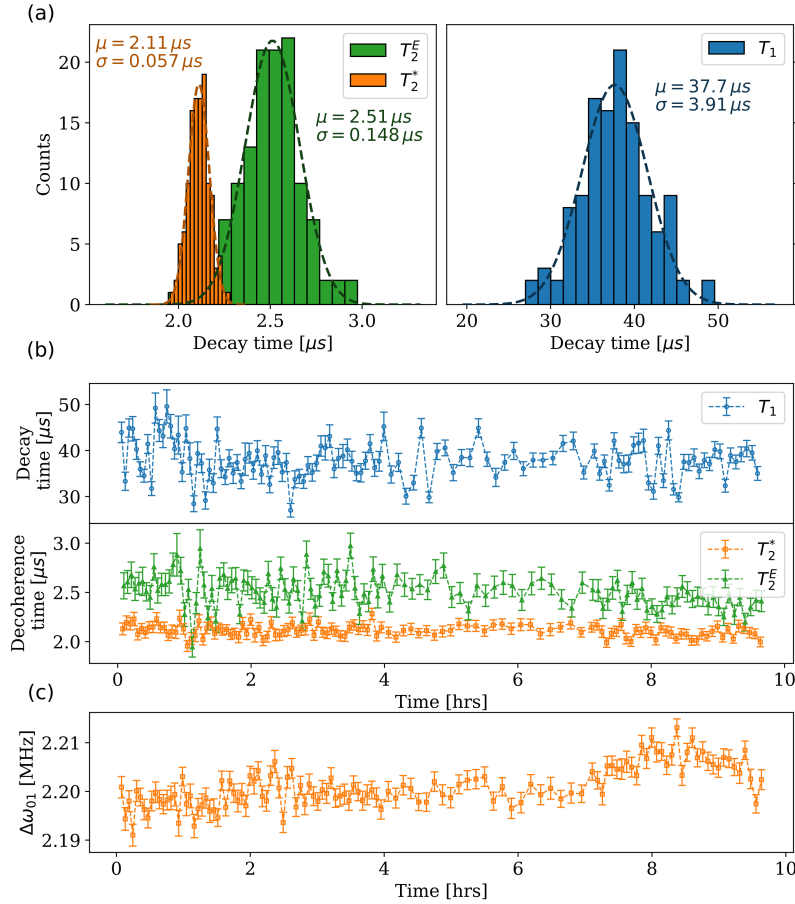 (a)
μ = 2.11 μs
σ = 0.057 μs
T₂ᴱ
T₂*
μ = 2.51 μs
σ = 0.148 μs
T₁
μ = 37.7 μs
σ = 3.91 μs
Counts
20
15
10
5
0
2.0 2.5 3.0
20 30 40 50
Decay time [μs]
Decay time [μs]
(b)
Decay
time [μs]
50
40
30
T₁
Decoherence
time [μs]
3.0
2.5
2.0
T₂*
T₂ᴱ
0 2 4 6 8 10
Time [hrs]
(c)
Δω₀₁ [MHz]
2.21
2.20
2.19
0 2 4 6 8 10
Time [hrs]